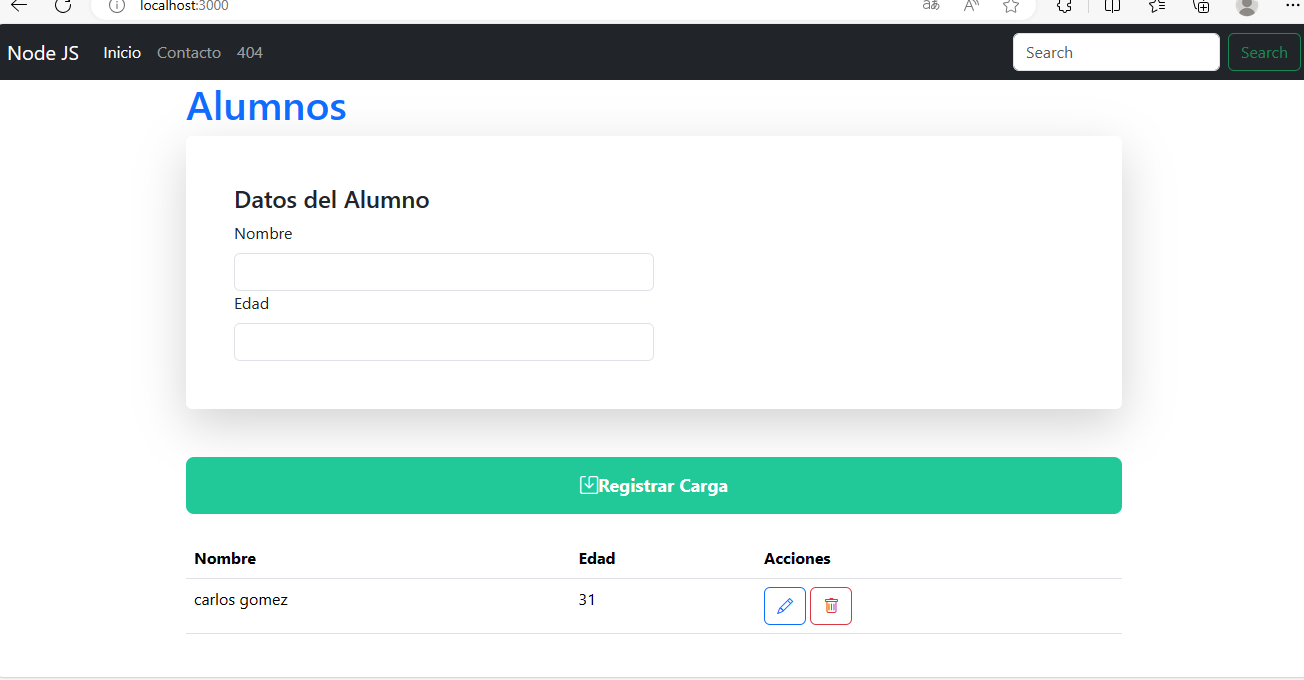 localhost:3000
Node JS Inicio Contacto 404 Search Search
Alumnos
Datos del Alumno
Nombre
Edad
Registrar Carga
Nombre Edad Acciones
carlos gomez 31